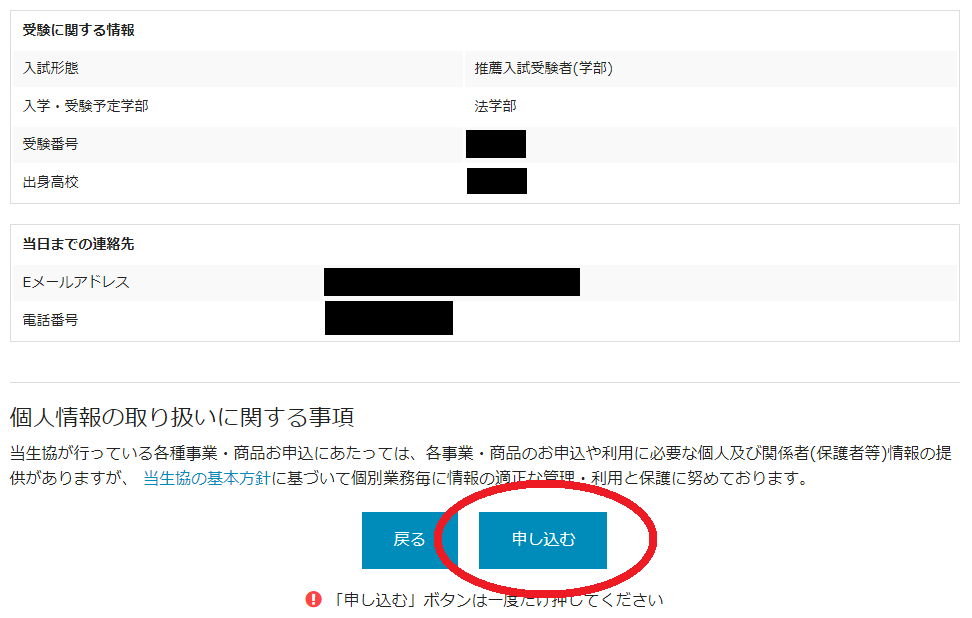 受験に関する情報
入試形態 推薦入試受験者(学部)
入学・受験予定学部 法学部
受験番号
出身高校
当日までの連絡先
Eメールアドレス
電話番号
個人情報の取り扱いに関する事項
当生協が行っている各種事業・商品お申込にあたっては、各事業・商品のお申込や利用に必要な個人及び関係者(保護者等)情報の提
供がありますが、 当生協の基本方針に基づいて個別業務毎に情報の適正な管理・利用と保護に努めております。
戻る 申し込む
「申し込む」ボタンは一度だけ押してください